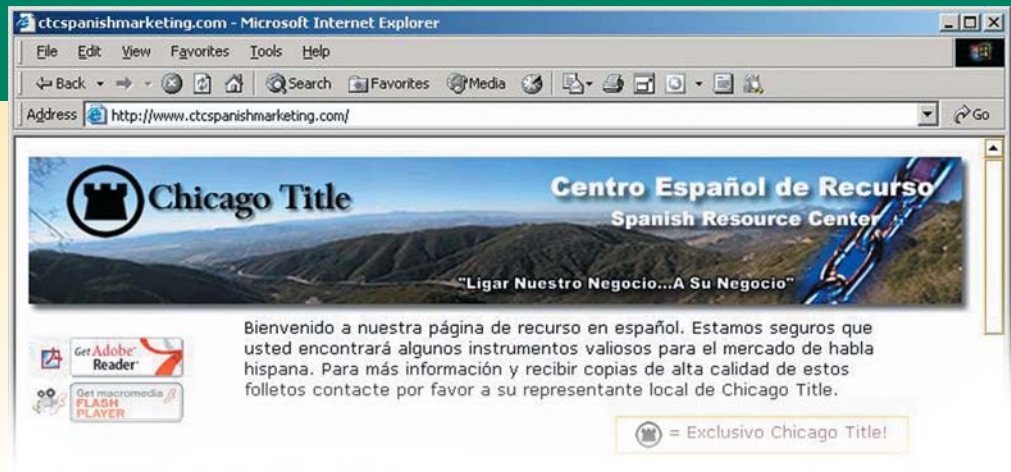 ctcspanishmarketing.com - Microsoft Internet Explorer
File Edit View Favorites Tools Help
Back Search Favorites Media
Address http://www.ctcspanishmarketing.com/ Go
Chicago Title
Centro Español de Recurso
Spanish Resource Center
"Ligar Nuestro Negocio...A Su Negocio"
Get Adobe Reader
Get macromedia FLASH PLAYER
Bienvenido a nuestra página de recurso en español. Estamos seguros que
usted encontrará algunos instrumentos valiosos para el mercado de habla
hispana. Para más información y recibir copias de alta calidad de estos
folletos contacte por favor a su representante local de Chicago Title.
= Exclusivo Chicago Title!